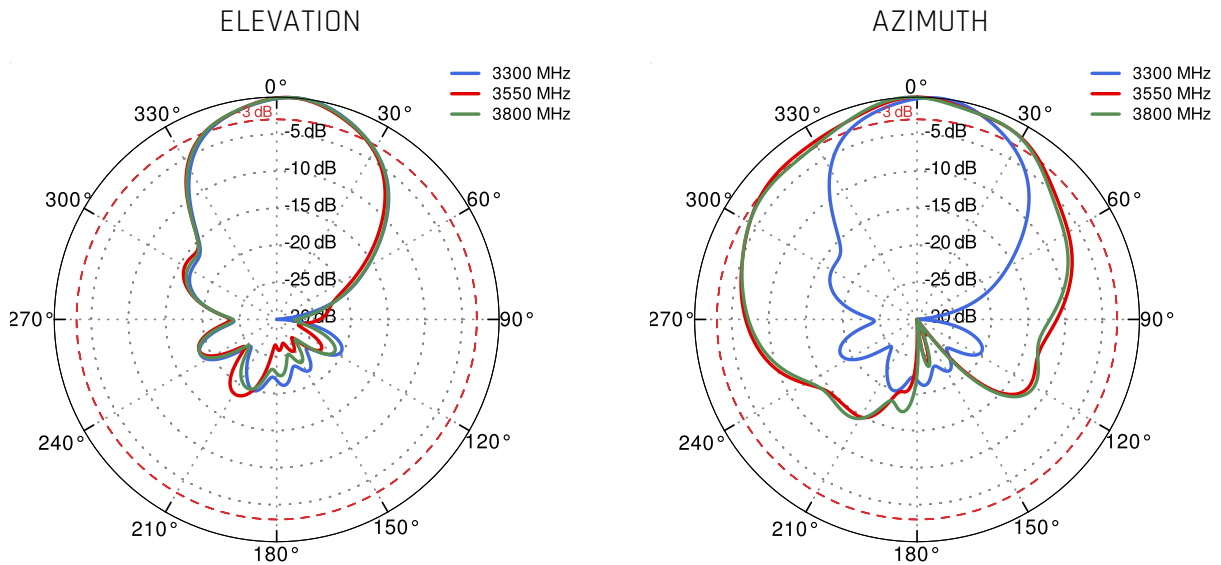 ELEVATION
3300 MHz
3550 MHz
3800 MHz
0°
330°
30°
-3 dB
-5 dB
-10 dB
300°
60°
-15 dB
-20 dB
-25 dB
270°
-30 dB
90°
240°
120°
210°
150°
180°
AZIMUTH
3300 MHz
3550 MHz
3800 MHz
0°
330°
30°
-3 dB
-5 dB
-10 dB
300°
60°
-15 dB
-20 dB
-25 dB
270°
-30 dB
90°
240°
120°
210°
150°
180°